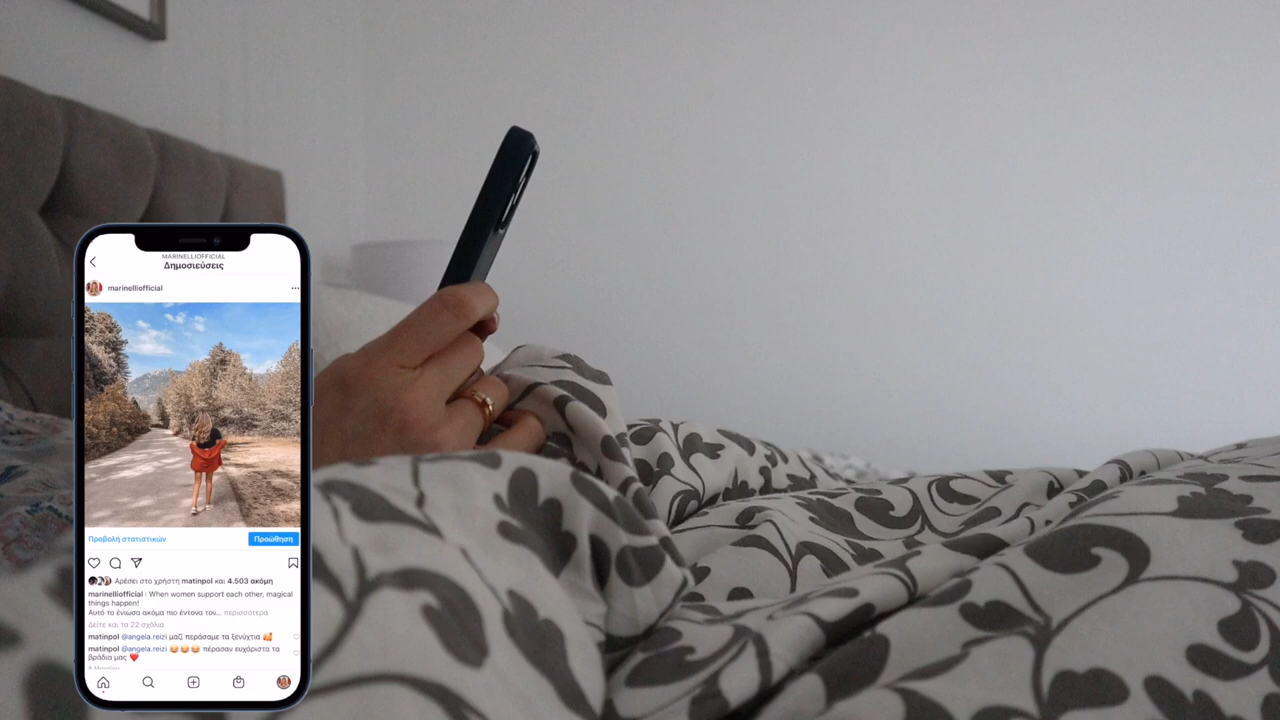 MARINELLIOFFICIAL
Δημοσιεύσεις
marinelliofficial
Προβολή στατιστικών
Προώθηση
Αρέσει στο χρήστη matinpol και 4.503 ακόμη
marinelliofficial : When women support each other, magical
things happen!
Αυτό το ένιωσα ακόμα πιο έντονα τον... περισσότερα
Δείτε και τα 22 σχόλια
matinpol @angela.reizi μαζί περάσαμε τα ξενύχτια 🥰
matinpol @angela.reizi 😂😂😂 πέρασαν ευχάριστα τα
βράδια μας ❤️